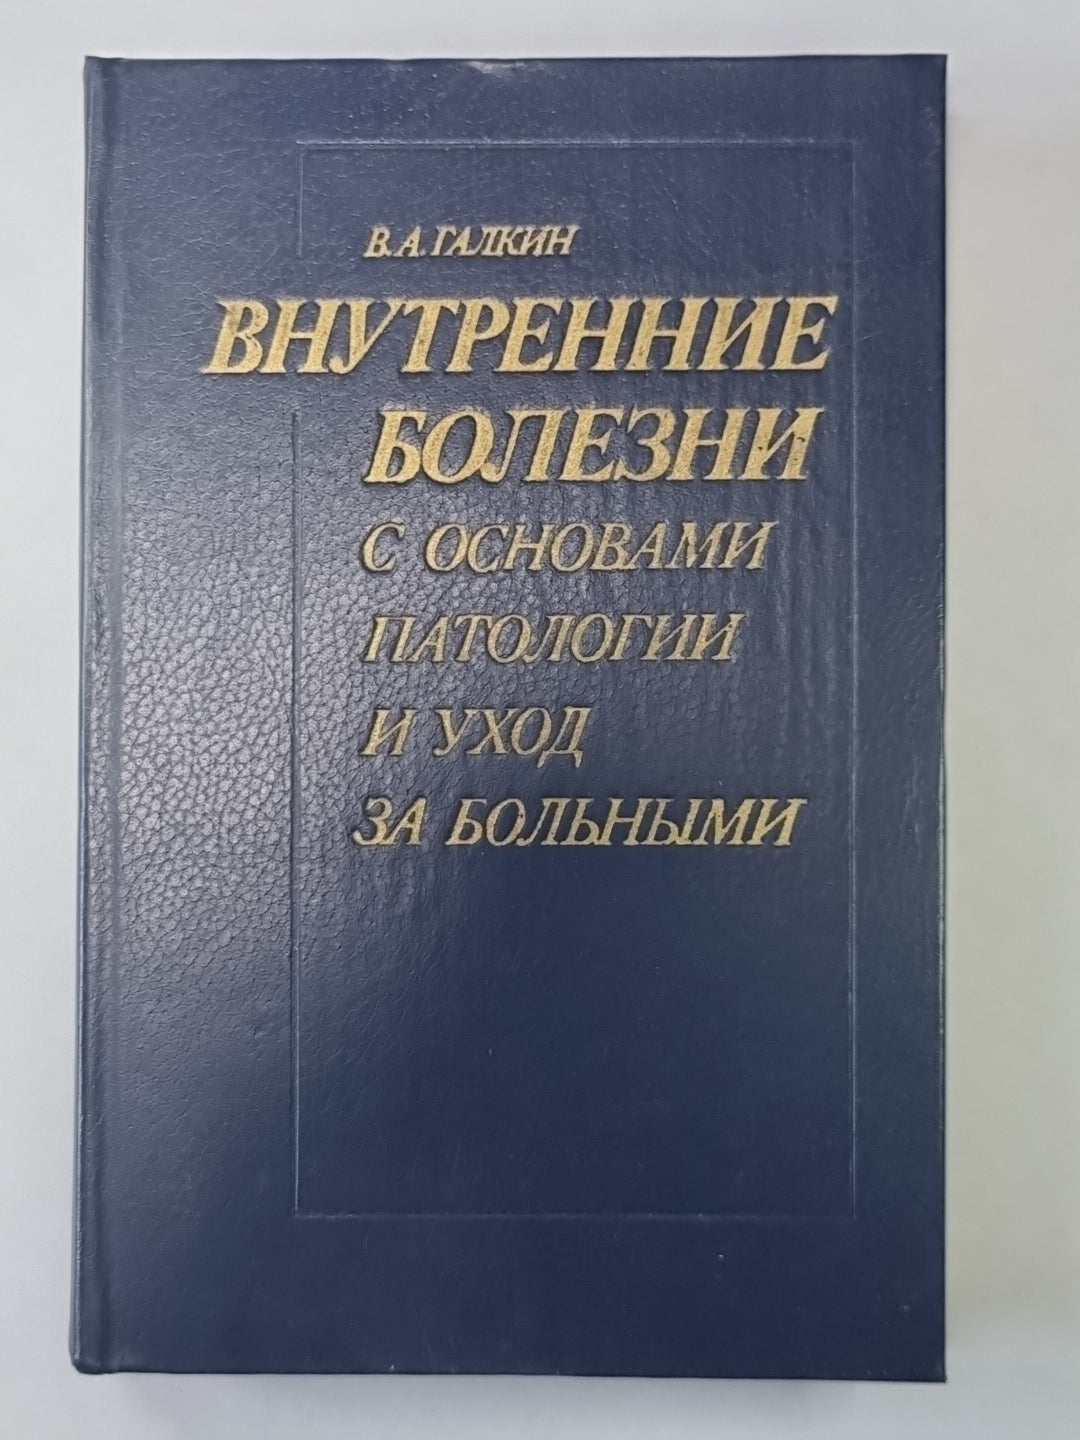 В.А.ГАЛКИН
ВНУТРЕННИЕ
БОЛЕЗНИ
С ОСНОВАМИ
ПАТОЛОГИИ
И УХОД
ЗА БОЛЬНЫМИ